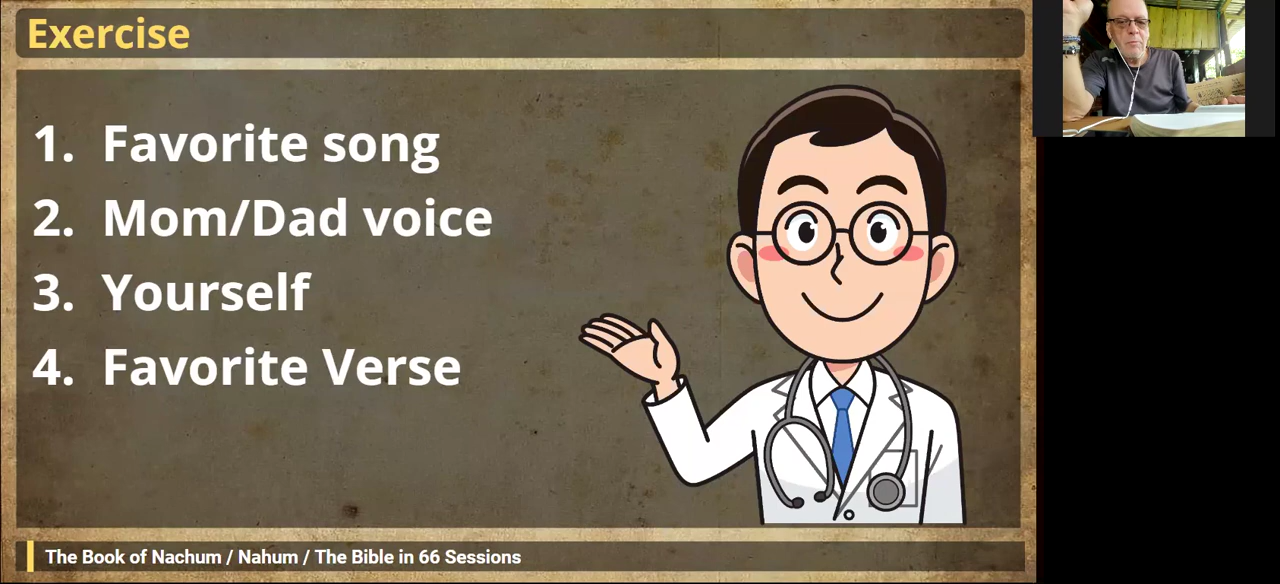 Exercise
1. Favorite song
2. Mom/Dad voice
3. Yourself
4. Favorite Verse
The Book of Nachum / Nahum / The Bible in 66 Sessions